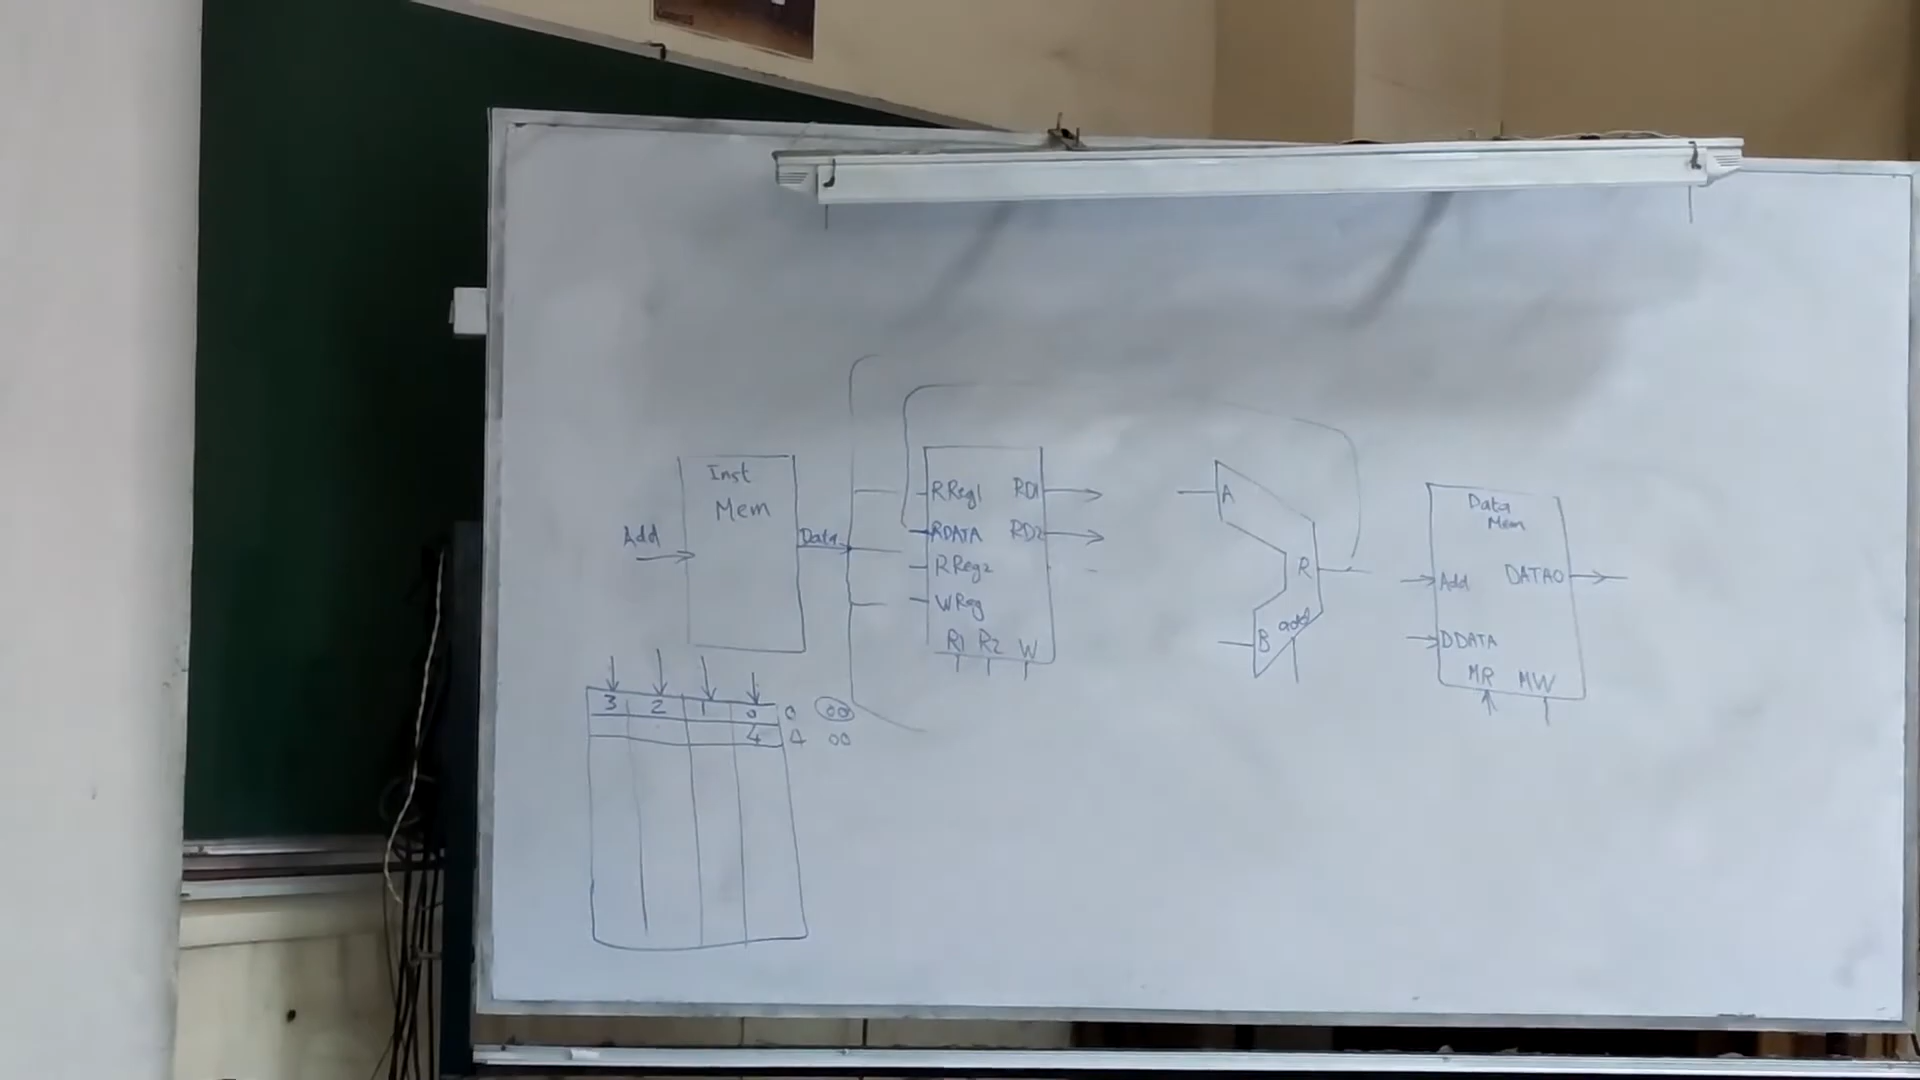 Inst
Mem
Add
Data
RReg1 RD1
RDATA RD2
RReg2
WReg
R1 R2 W
A
R
B add
Data
Mem
Add DATAO
DDATA
MR MW
3 2 1 0 0 00
4 4 00